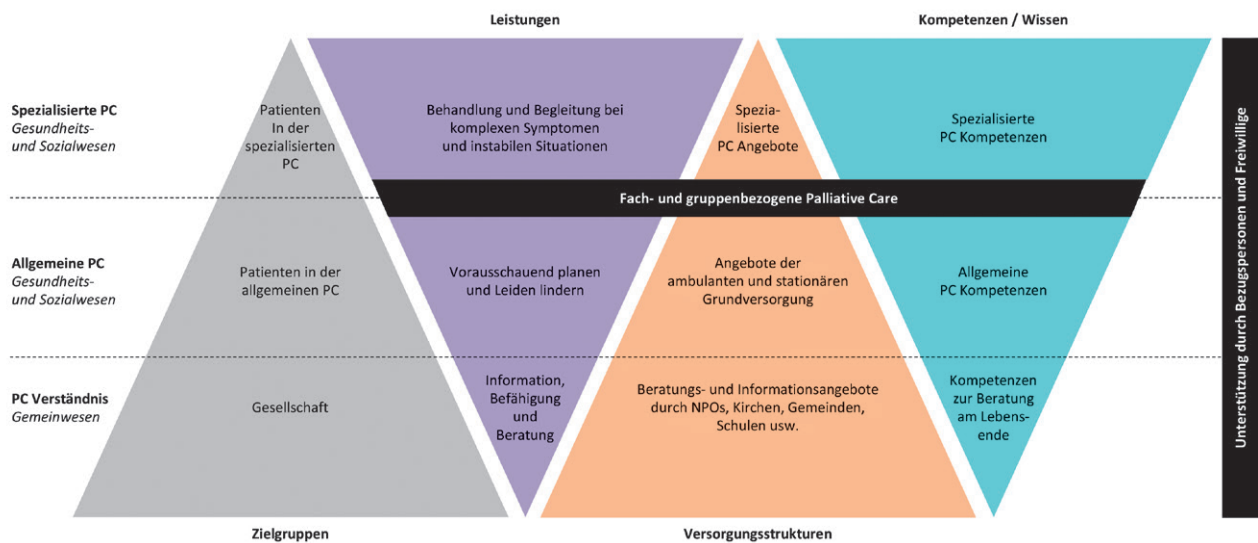 Leistungen
Kompetenzen / Wissen
Spezialisierte PC
Gesundheits-
und Sozialwesen
Patienten
In der
spezialisierten
PC
Behandlung und Begleitung bei
komplexen Symptomen
und instabilen Situationen
Spezia-
lisierte
PC Angebote
Spezialisierte
PC Kompetenzen
Fach- und gruppenbezogene Palliative Care
Allgemeine PC
Gesundheits-
und Sozialwesen
Patienten in der
allgemeinen PC
Vorausschauend planen
und Leiden lindern
Angebote der
ambulanten und stationären
Grundversorgung
Allgemeine
PC Kompetenzen
PC Verständnis
Gemeinwesen
Gesellschaft
Information,
Befähigung
und
Beratung
Beratungs- und Informationsangebote
durch NPOs, Kirchen, Gemeinden,
Schulen usw.
Kompetenzen
zur Beratung
am Lebens-
ende
Zielgruppen
Versorgungsstrukturen
Unterstützung durch Bezugspersonen und Freiwillige